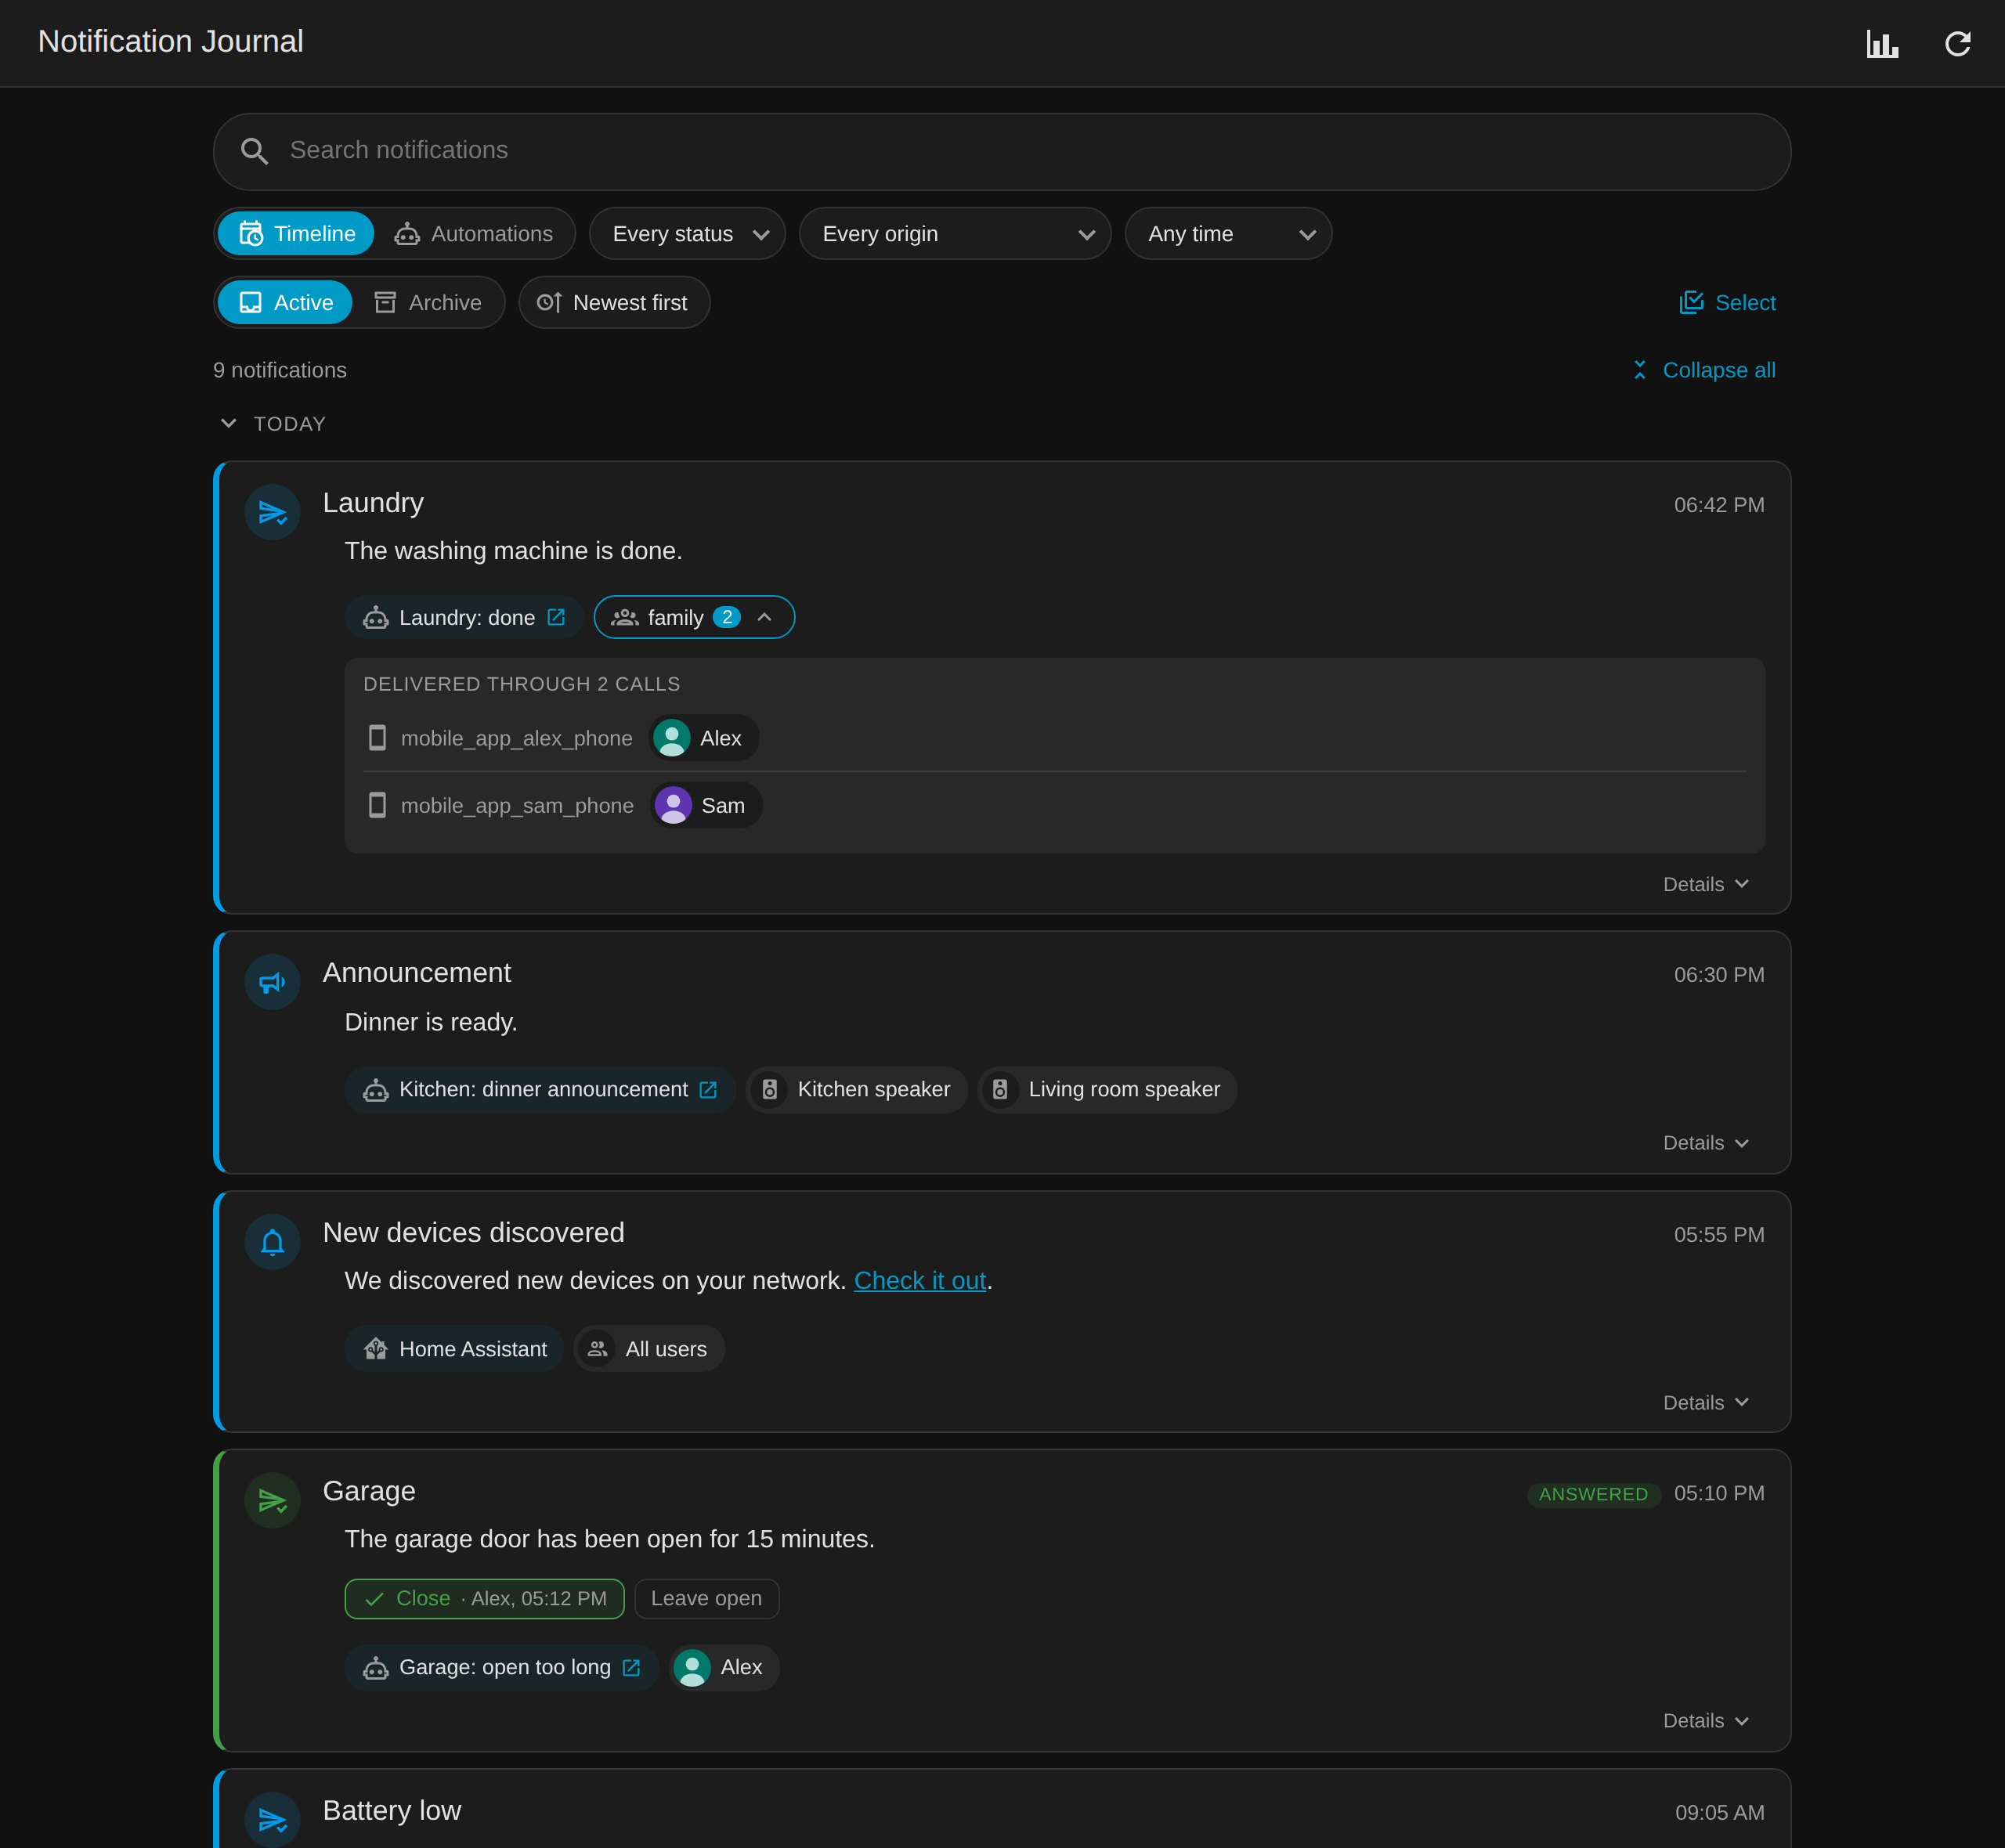 Notification Journal
Search notifications
Timeline Automations Every status Every origin Any time
Active Archive Newest first Select
9 notifications Collapse all
TODAY
Laundry 06:42 PM
The washing machine is done.
Laundry: done family 2
DELIVERED THROUGH 2 CALLS
mobile_app_alex_phone Alex
mobile_app_sam_phone Sam
Details
Announcement 06:30 PM
Dinner is ready.
Kitchen: dinner announcement Kitchen speaker Living room speaker
Details
New devices discovered 05:55 PM
We discovered new devices on your network. Check it out.
Home Assistant All users
Details
Garage ANSWERED 05:10 PM
The garage door has been open for 15 minutes.
Close · Alex, 05:12 PM Leave open
Garage: open too long Alex
Details
Battery low 09:05 AM